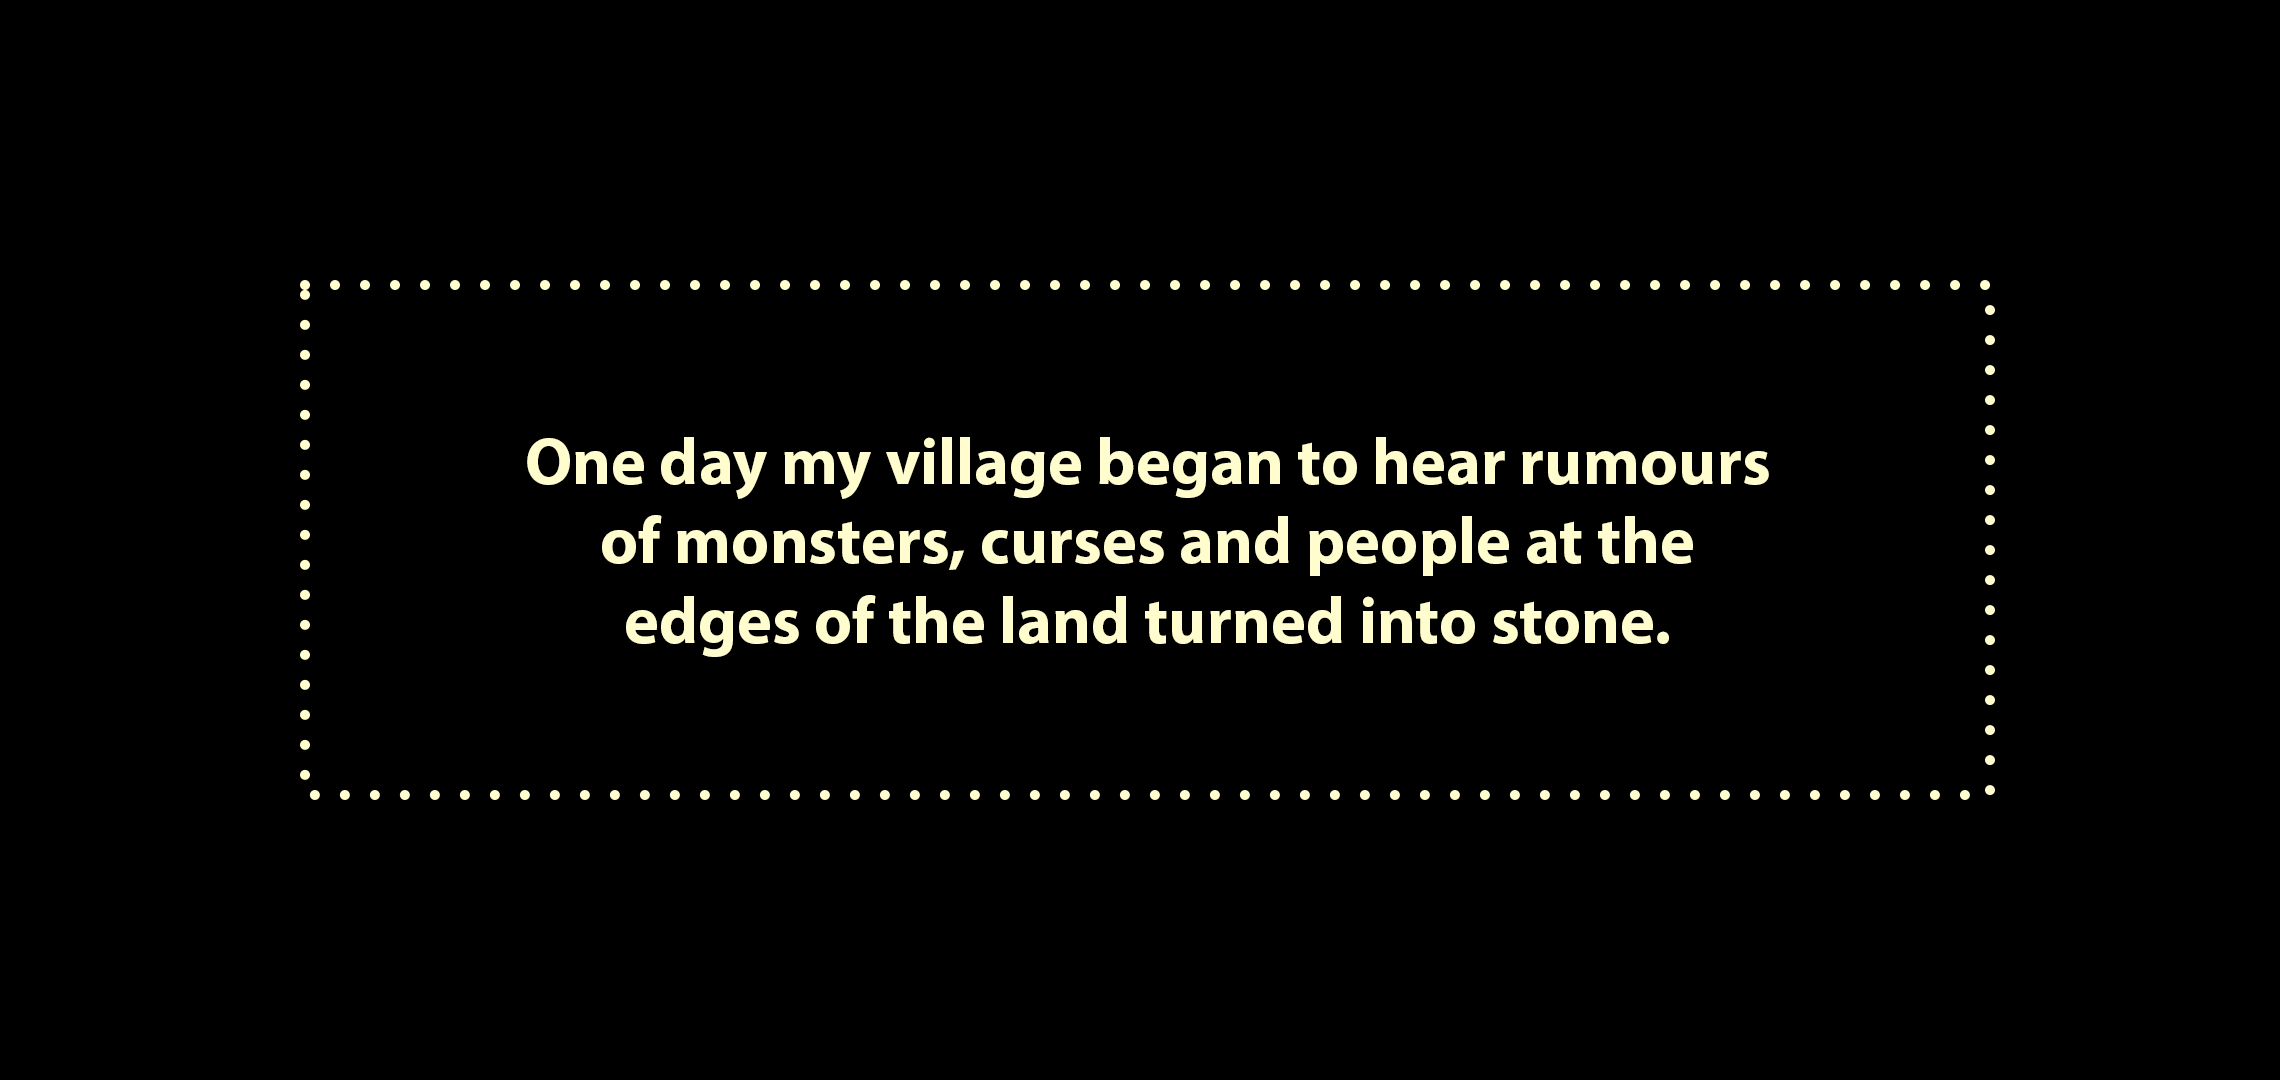 One day my village began to hear rumours
of monsters, curses and people at the
edges of the land turned into stone.